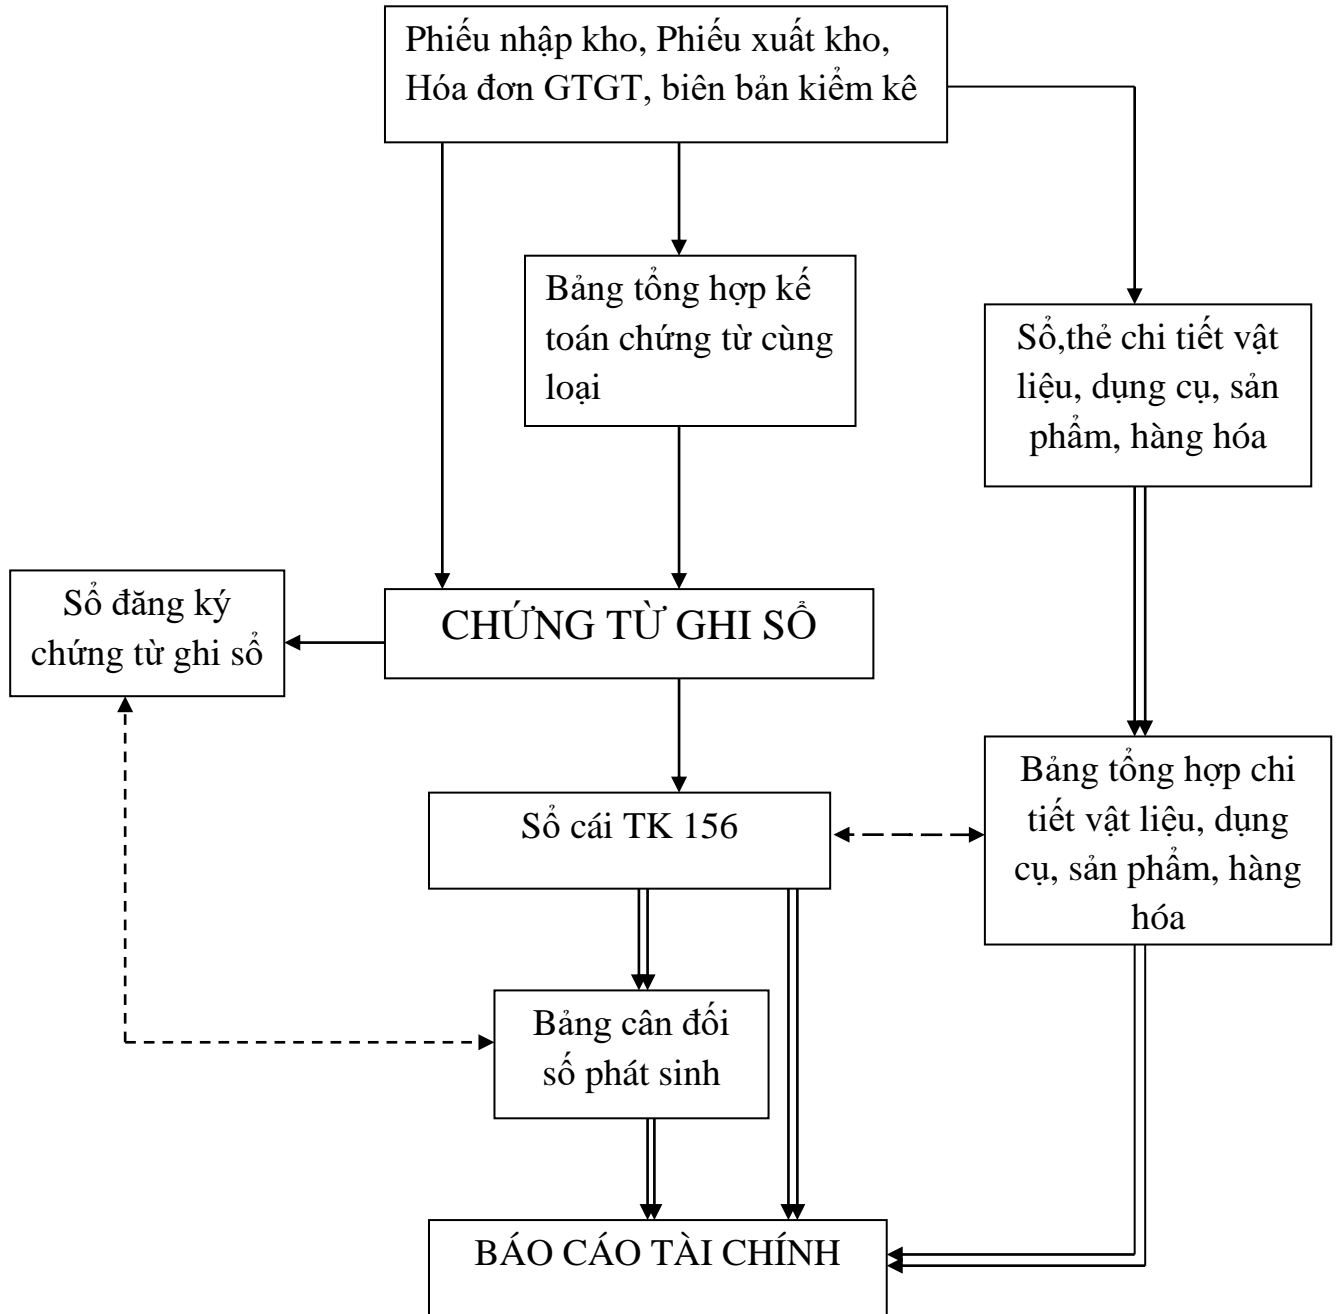 Phiếu nhập kho, Phiếu xuất kho,
Hóa đơn GTGT, biên bản kiểm kê
Bảng tổng hợp kế
toán chứng từ cùng
loại
Sổ,thẻ chi tiết vật
liệu, dụng cụ, sản
phẩm, hàng hóa
Sổ đăng ký
chứng từ ghi sổ
CHỨNG TỪ GHI SỔ
Sổ cái TK 156
Bảng tổng hợp chi
tiết vật liệu, dụng
cụ, sản phẩm, hàng
hóa
Bảng cân đối
số phát sinh
BÁO CÁO TÀI CHÍNH